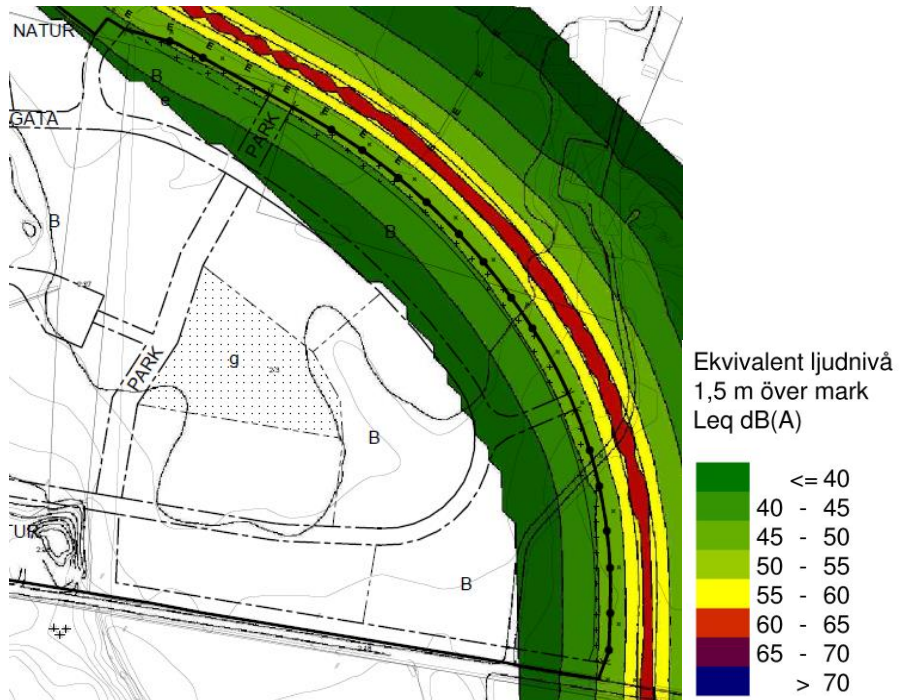 NATUR
B
e
GATA
PARK
B
B
PARK
g
B
B
Ekvivalent ljudnivå
1,5 m över mark
Leq dB(A)
<= 40
40 - 45
45 - 50
50 - 55
55 - 60
60 - 65
65 - 70
> 70